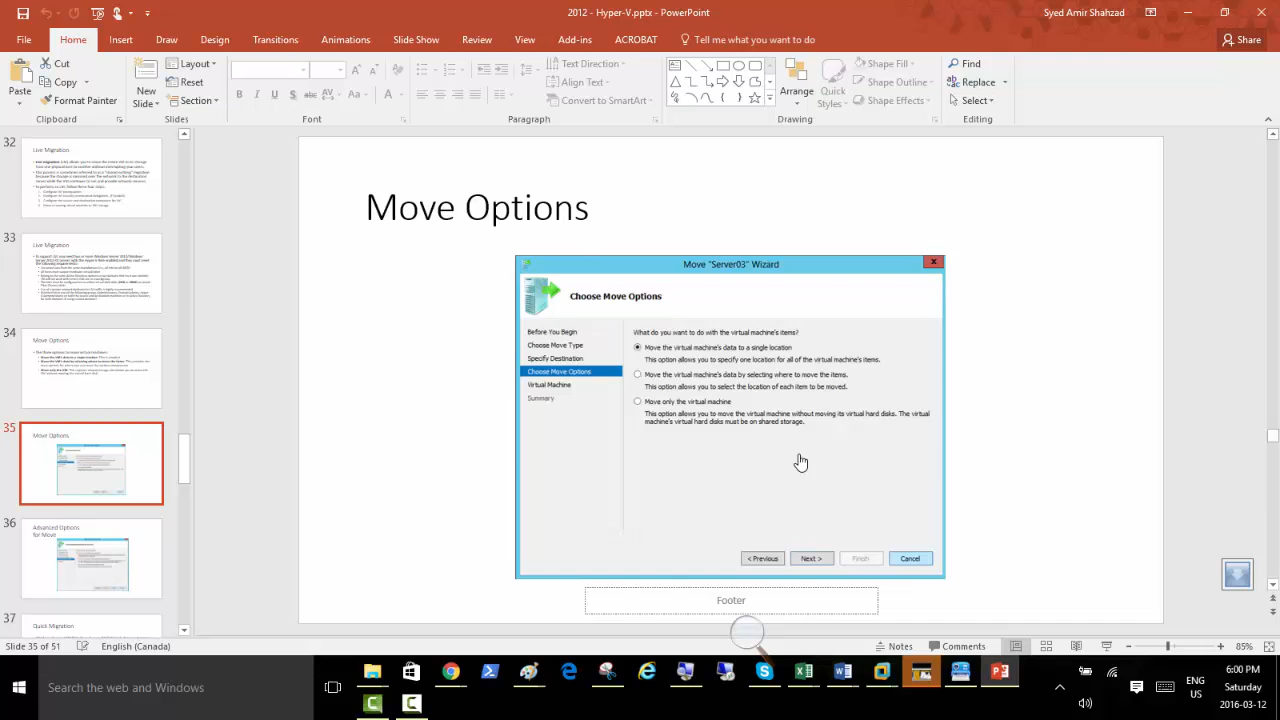 2012 - Hyper-V.pptx - PowerPoint
Syed Amir Shahzad
File Home Insert Draw Design Transitions Animations Slide Show Review View Add-ins ACROBAT Tell me what you want to do
Share
Paste
Cut
Copy
Format Painter
Clipboard
New
Slide
Layout
Reset
Section
Slides
B I U S abc AV Aa A
Font
Text Direction
Align Text
Convert to SmartArt
Paragraph
Arrange
Quick
Styles
Shape Fill
Shape Outline
Shape Effects
Drawing
Find
Replace
Select
Editing
32
Live Migration
33
Live Migration
34
Move Options
35
Move Options
36
Advanced Options
for Move
37
Quick Migration
Move Options
Move "Server03" Wizard
Choose Move Options
Before You Begin
Choose Move Type
Specify Destination
Choose Move Options
Virtual Machine
Summary
What do you want to do with the virtual machine's items?
Move the virtual machine's data to a single location
This option allows you to specify one location for all of the virtual machine's items.
Move the virtual machine's data by selecting where to move the items.
This option allows you to select the location of each item to be moved.
Move only the virtual machine
This option allows you to move the virtual machine without moving its virtual hard disks. The virtual
machine's virtual hard disks must be on shared storage.
< Previous Next > Finish Cancel
Footer
Slide 35 of 51 English (Canada)
Notes Comments 85%
Search the web and Windows
ENG
US
6:00 PM
Saturday
2016-03-12